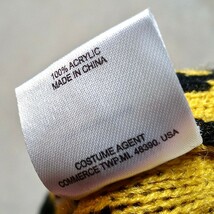 100% ACRYLIC
MADE IN CHINA
COSTUME AGENT
COMMERCE TWP. MI. 48390. USA